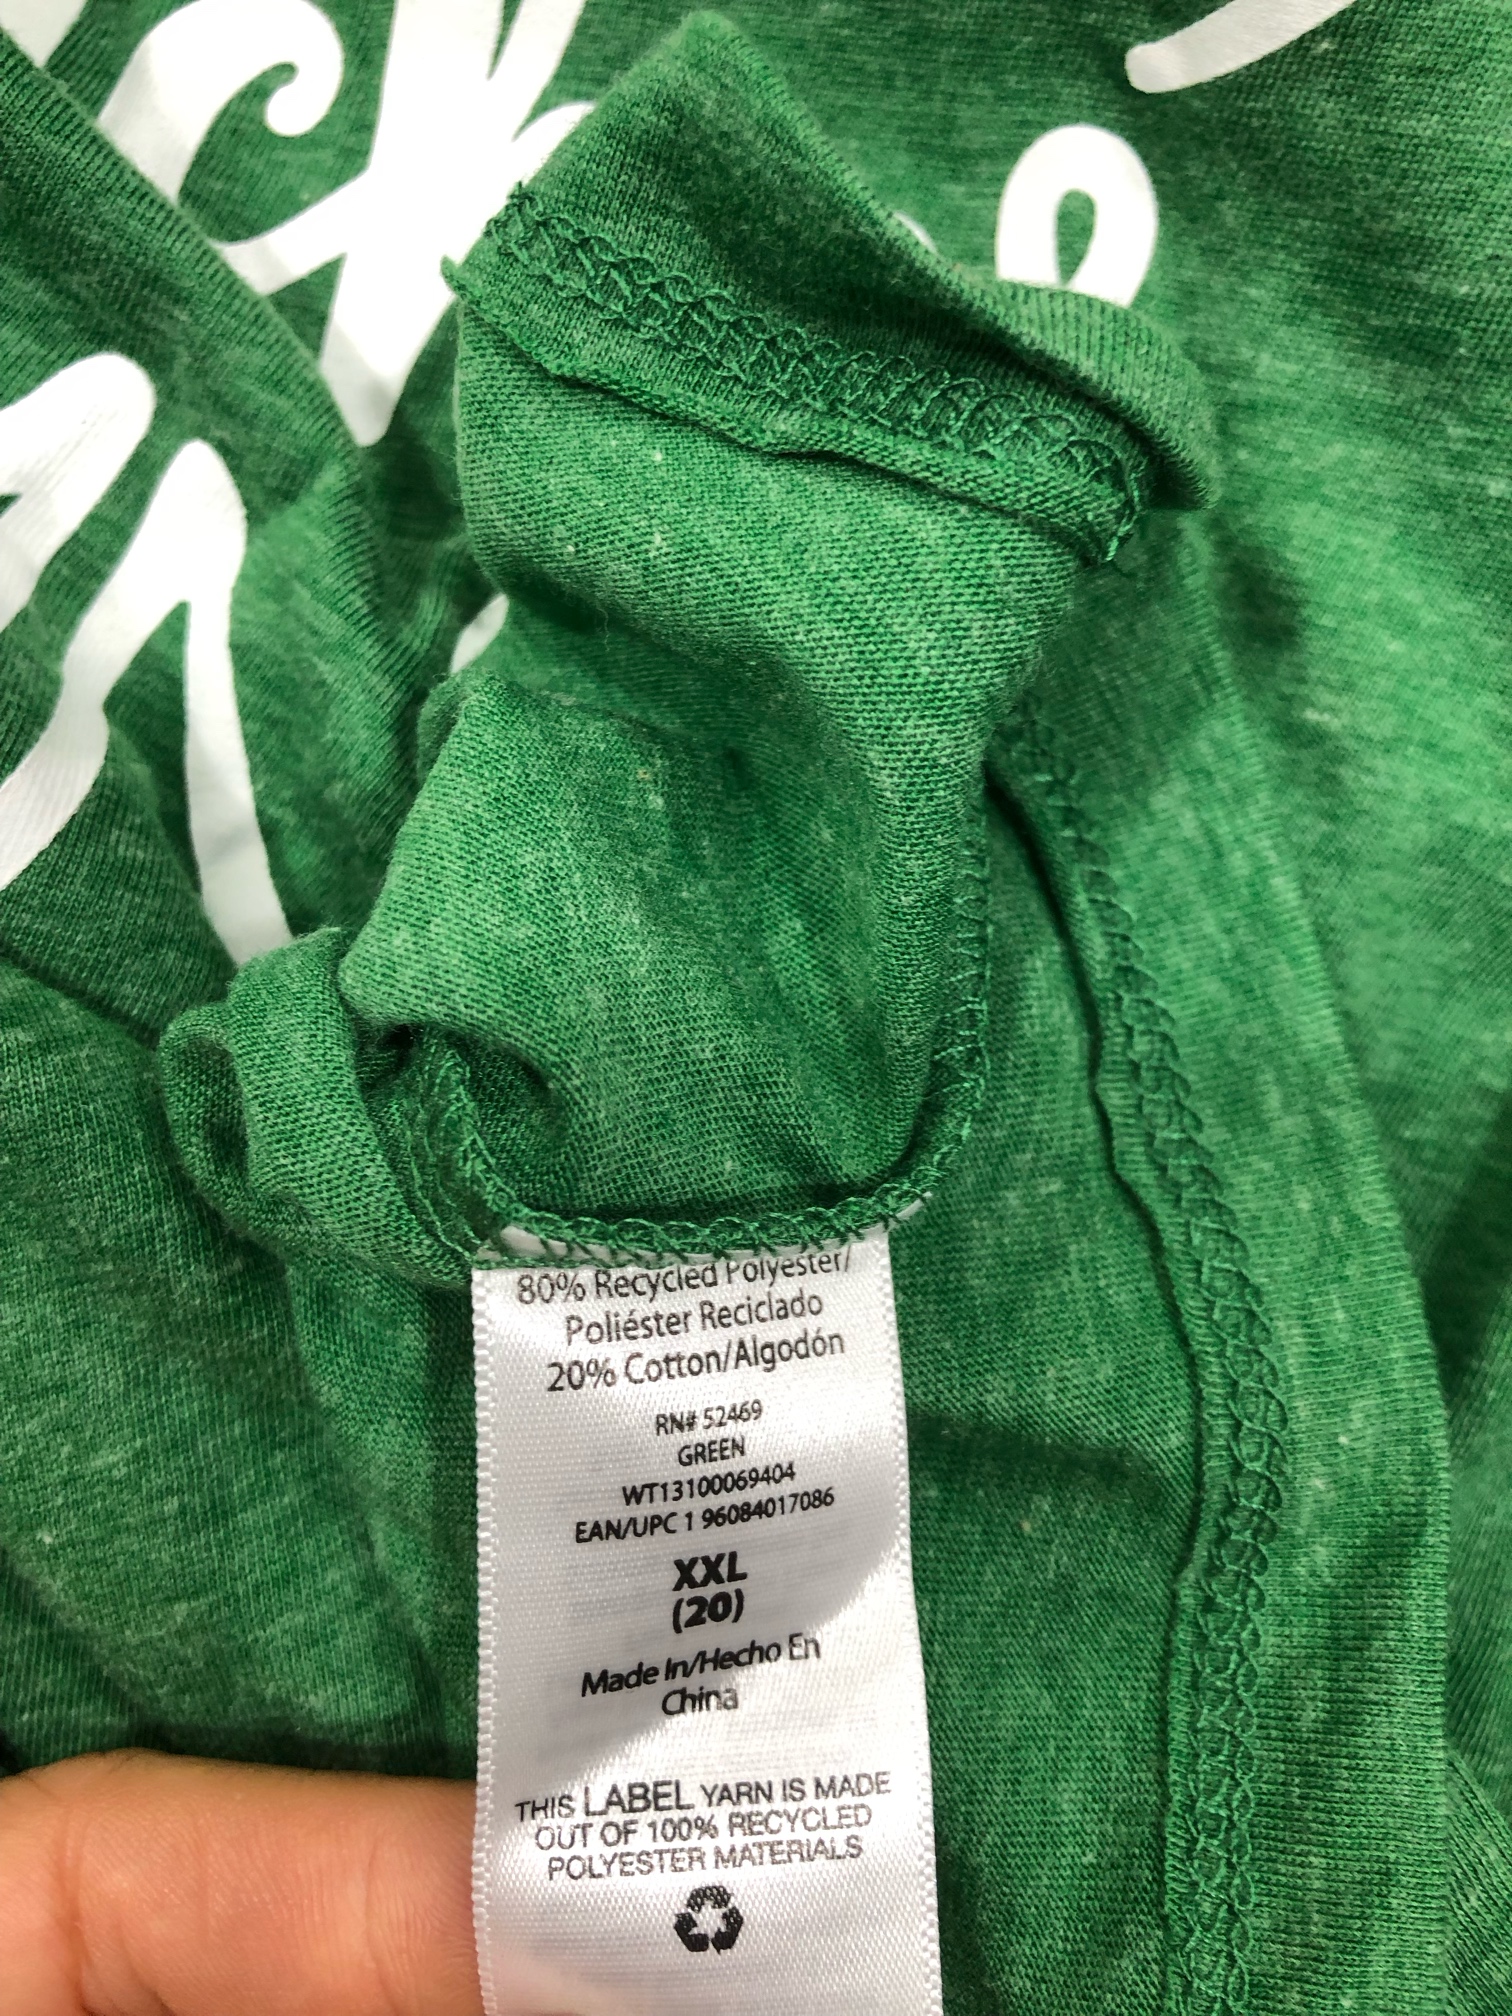 80% Recycled Polyester/
Poliéster Reciclado
20% Cotton/Algodón
RN# 52469
GREEN
WT13100069404
EAN/UPC 1 96084017086
XXL
(20)
Made In/Hecho En
China
THIS LABEL YARN IS MADE
OUT OF 100% RECYCLED
POLYESTER MATERIALS